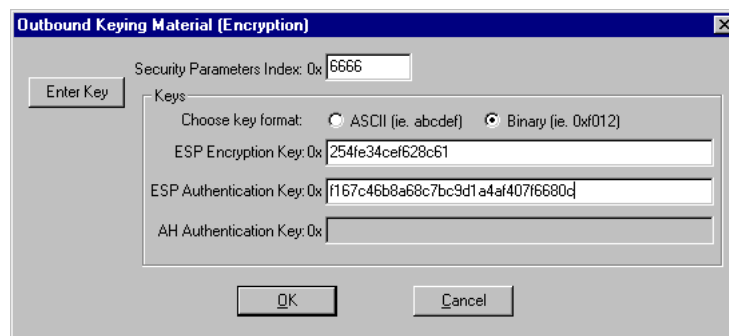 Outbound Keying Material (Encryption)
Security Parameters Index: 0x 6666
Enter Key
Keys
Choose key format: ASCII (ie. abcdef) Binary (ie. 0xf012)
ESP Encryption Key: 0x 254fe34cef628c61
ESP Authentication Key: 0x f167c46b8a68c7bc9d1a4af407f6680c
AH Authentication Key: 0x
OK Cancel